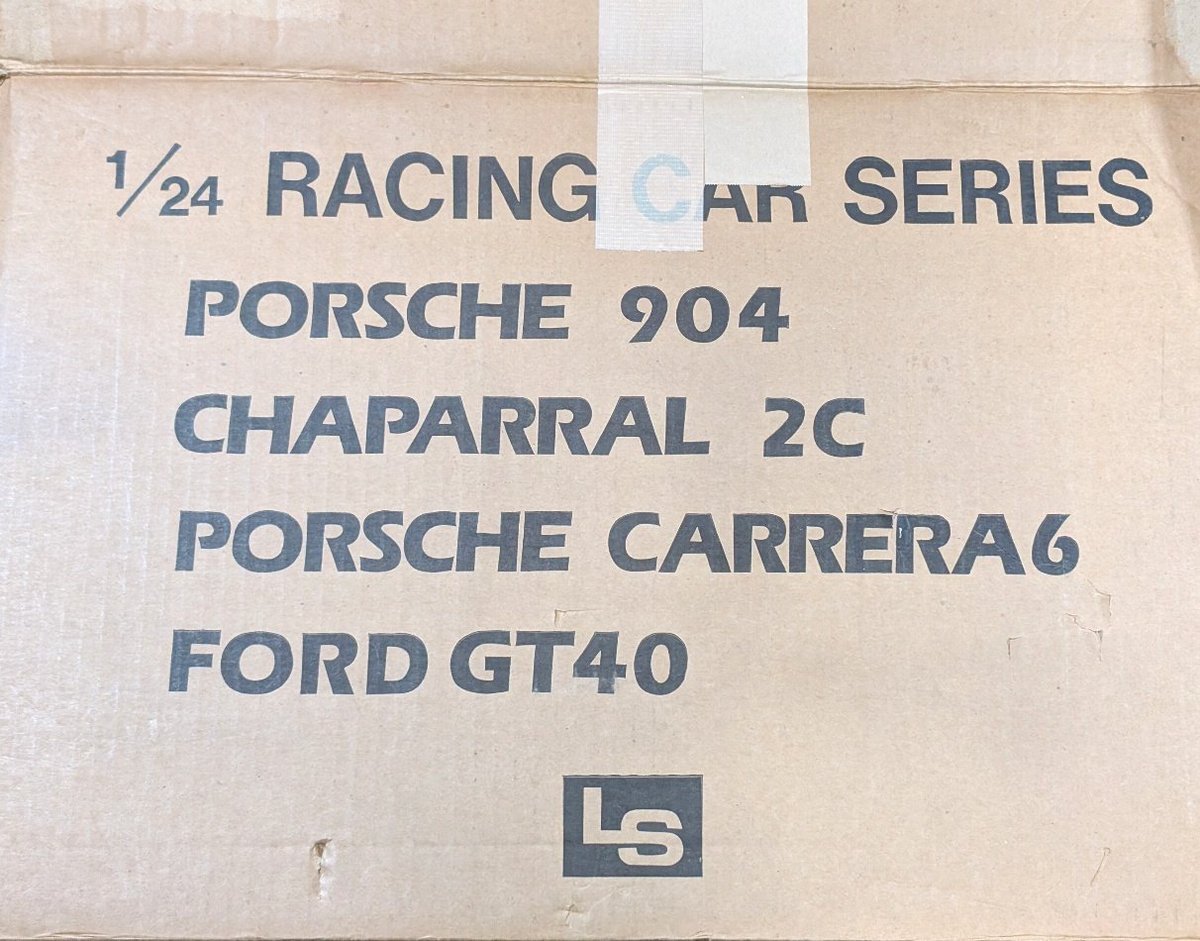 1/24 RACING CAR SERIES
PORSCHE 904
CHAPARRAL 2C
PORSCHE CARRERA6
FORD GT40
LS